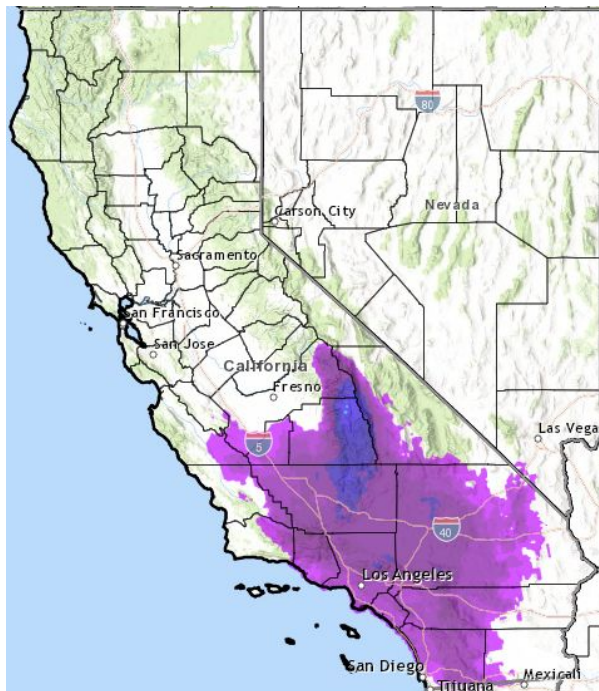 80
Carson City
Nevada
Sacramento
San Francisco
San Jose
California
Fresno
5
Las Vega
40
Los Angeles
San Diego
Tijuana
Mexicali